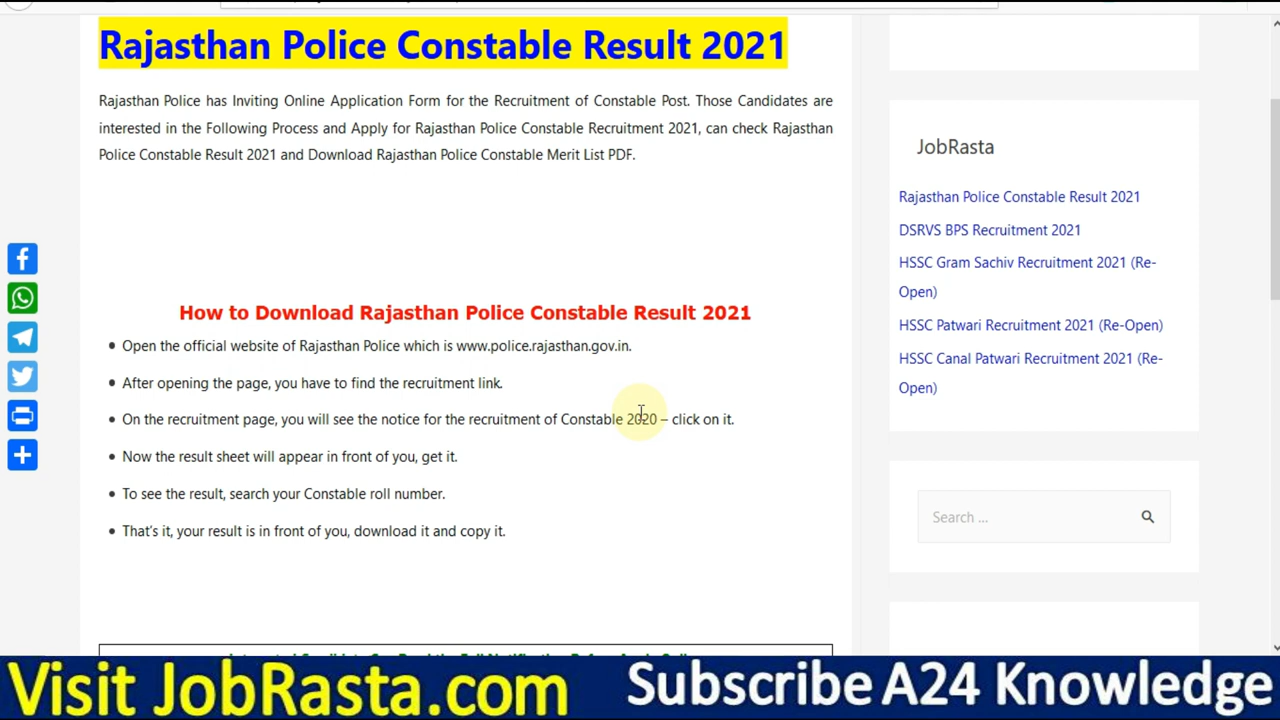 Rajasthan Police Constable Result 2021
Rajasthan Police has Inviting Online Application Form for the Recruitment of Constable Post. Those Candidates are
interested in the Following Process and Apply for Rajasthan Police Constable Recruitment 2021, can check Rajasthan
Police Constable Result 2021 and Download Rajasthan Police Constable Merit List PDF.
How to Download Rajasthan Police Constable Result 2021
Open the official website of Rajasthan Police which is www.police.rajasthan.gov.in.
After opening the page, you have to find the recruitment link.
On the recruitment page, you will see the notice for the recruitment of Constable 2020 – click on it.
Now the result sheet will appear in front of you, get it.
To see the result, search your Constable roll number.
That's it, your result is in front of you, download it and copy it.
JobRasta
Rajasthan Police Constable Result 2021
DSRVS BPS Recruitment 2021
HSSC Gram Sachiv Recruitment 2021 (Re-
Open)
HSSC Patwari Recruitment 2021 (Re-Open)
HSSC Canal Patwari Recruitment 2021 (Re-
Open)
Search ...
Visit JobRasta.com
Subscribe A24 Knowledge